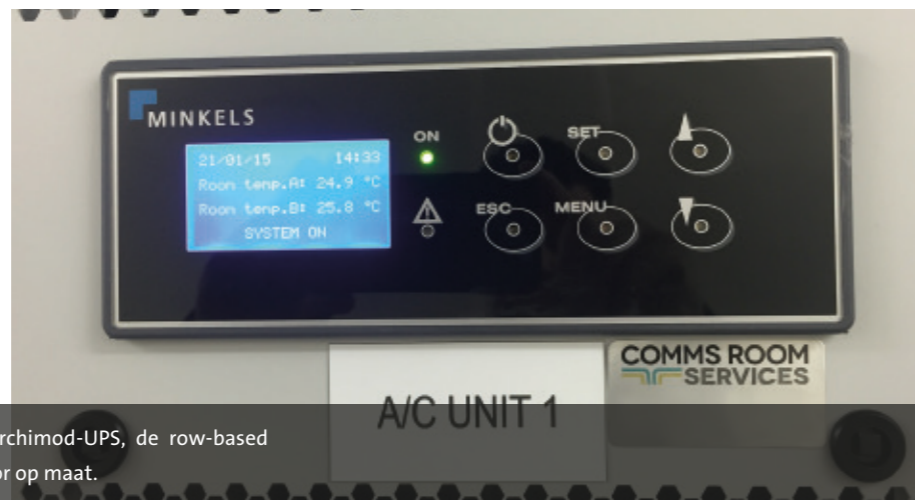 MINKELS
21/01/15 14:33
Room temp.A: 24.9 °C
Room temp.B: 25.8 °C
SYSTEM ON
ON
SET
ESC
MENU
A/C UNIT 1
COMMS ROOM
SERVICES
rchimod-UPS, de row-based
or op maat.